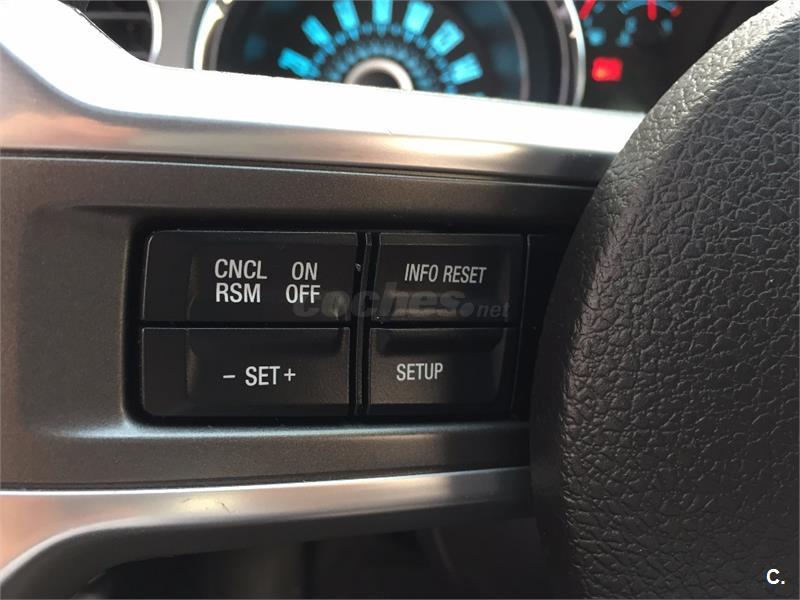 CNCL ON
RSM OFF
INFO RESET
- SET +
SETUP
coches.net
C.